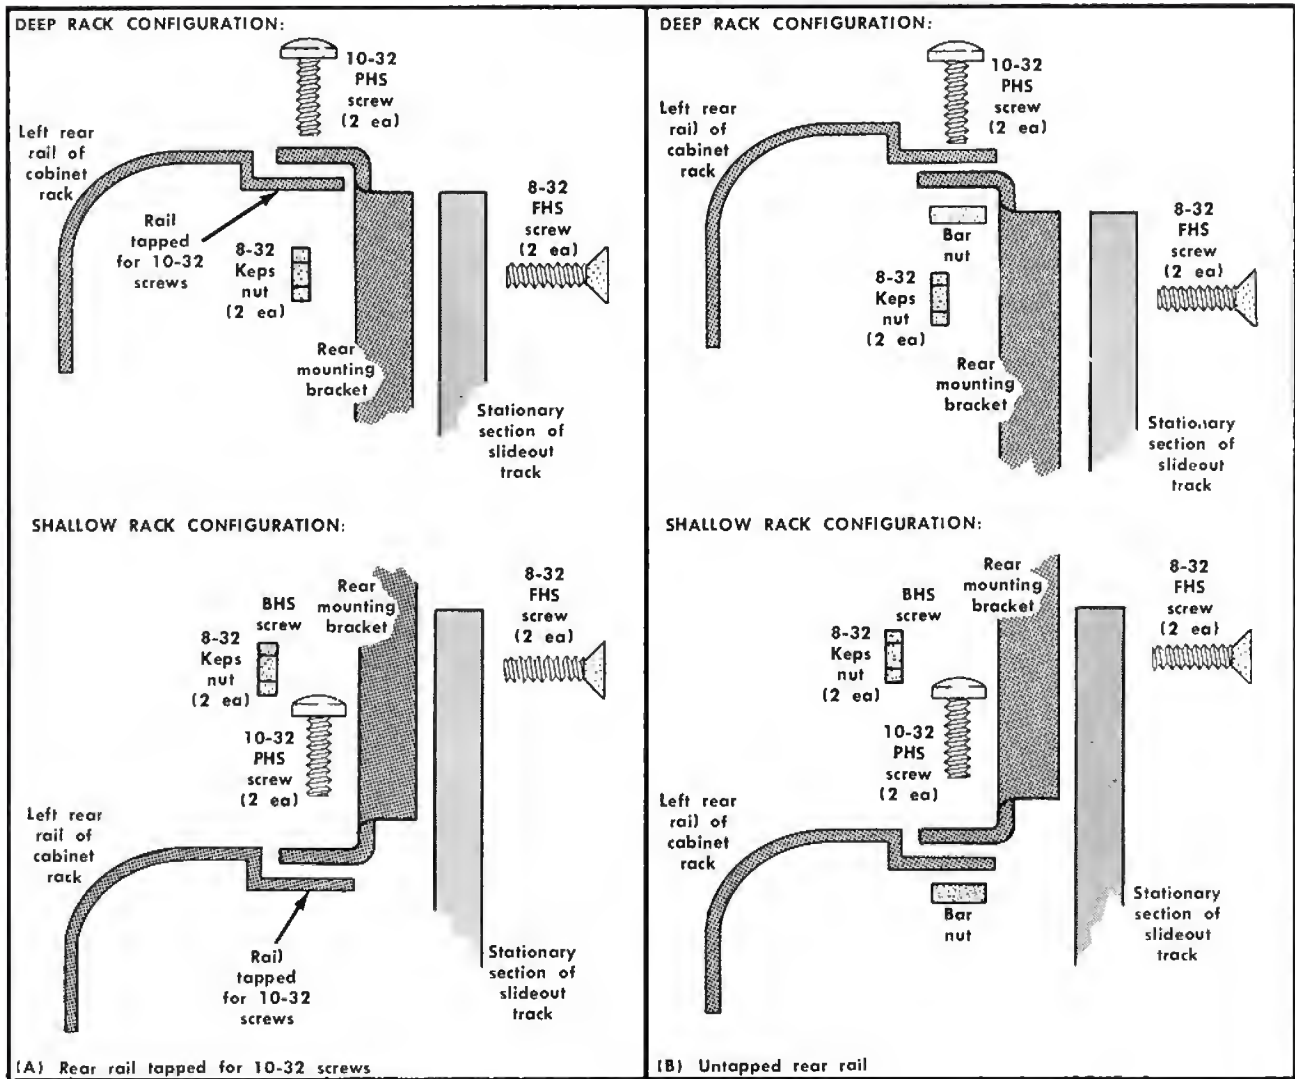 DEEP RACK CONFIGURATION:
10-32
PHS
screw
(2 ea)
Left rear
rail of
cabinet
rack
Rail
tapped
for 10-32
screws
8-32
Keps
nut
(2 ea)
8-32
FHS
screw
(2 ea)
Rear
mounting
bracket
Stationary
section of
slideout
track
SHALLOW RACK CONFIGURATION:
BHS
screw
Rear
mounting
bracket
8-32
FHS
screw
(2 ea)
8-32
Keps
nut
(2 ea)
10-32
PHS
screw
(2 ea)
Left rear
rail of
cabinet
rack
Rail
tapped
for 10-32
screws
Stationary
section of
slideout
track
(A) Rear rail tapped for 10-32 screws
DEEP RACK CONFIGURATION:
10-32
PHS
screw
(2 ea)
Left rear
rail of
cabinet
rack
Bar
nut
8-32
Keps
nut
(2 ea)
8-32
FHS
screw
(2 ea)
Rear
mounting
bracket
Stationary
section of
slideout
track
SHALLOW RACK CONFIGURATION:
BHS
screw
Rear
mounting
bracket
8-32
FHS
screw
(2 ea)
8-32
Keps
nut
(2 ea)
10-32
PHS
screw
(2 ea)
Left rear
rail of
cabinet
rack
Bar
nut
Stationary
section of
slideout
track
(B) Untapped rear rail